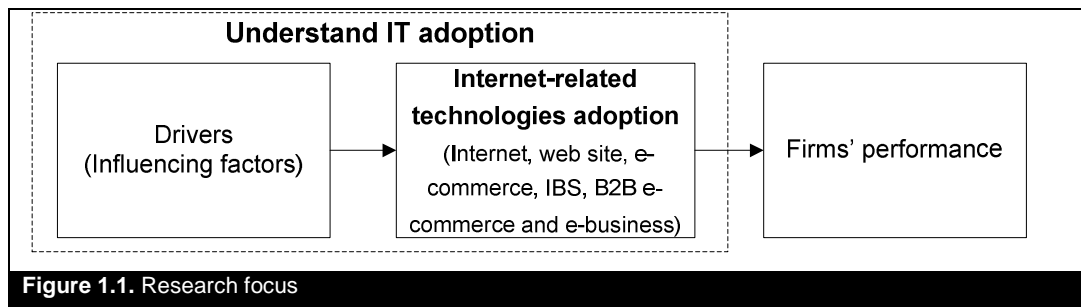 Understand IT adoption
Drivers
(Influencing factors)
Internet-related
technologies adoption
(Internet, web site, e-
commerce, IBS, B2B e-
commerce and e-business)
Firms' performance
Figure 1.1. Research focus